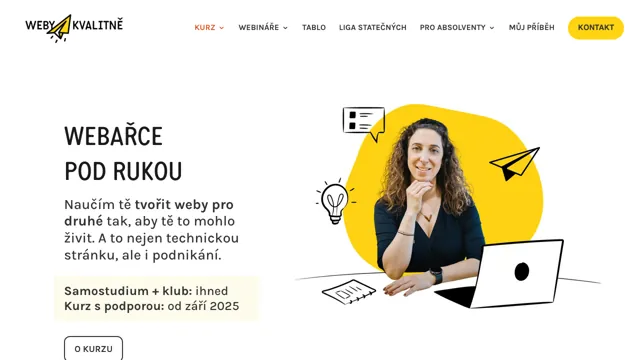 WEBY KVALITNĚ
KURZ
WEBINÁŘE
TABLO
LIGA STATEČNÝCH
PRO ABSOLVENTY
MŮJ PŘÍBĚH
KONTAKT
WEBAŘCE
POD RUKOU
Naučím tě tvořit weby pro
druhé tak, aby tě to mohlo
živit. A to nejen technickou
stránku, ale i podnikání.
Samostudium + klub: ihned
Kurz s podporou: od září 2025
O KURZU